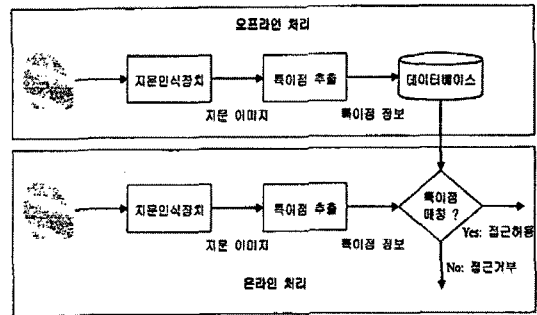 오프라인 처리
지문인식장치
특이점 추출
데이터베이스
지문 이미지
특이점 정보
지문인식장치
특이점 추출
특이점
매칭 ?
지문 이미지
특이점 정보
Yes: 접근허용
No: 접근거부
온라인 처리